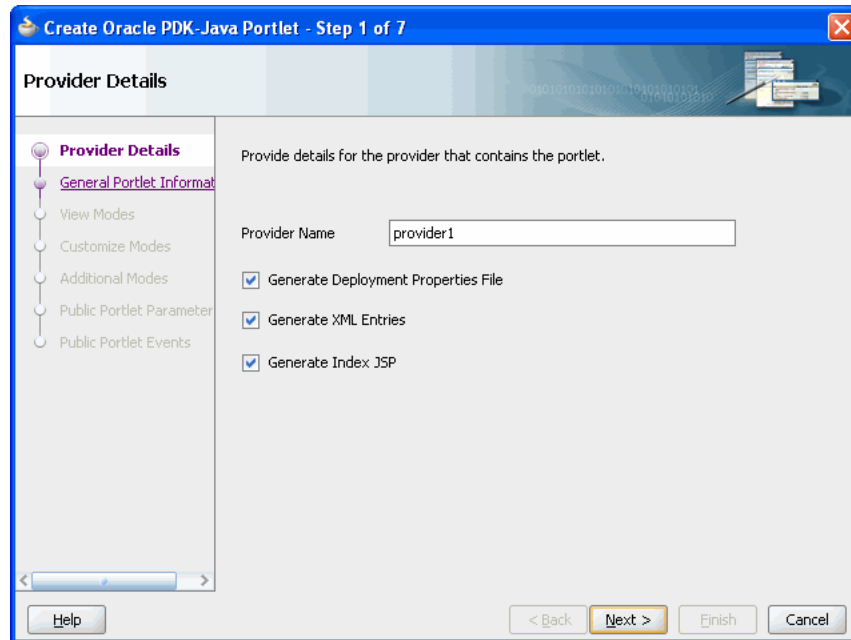 Create Oracle PDK-Java Portlet - Step 1 of 7
Provider Details
Provider Details
General Portlet Informat
View Modes
Customize Modes
Additional Modes
Public Portlet Parameter
Public Portlet Events
Provide details for the provider that contains the portlet.
Provider Name provider1
Generate Deployment Properties File
Generate XML Entries
Generate Index JSP
Help < Back Next > Finish Cancel